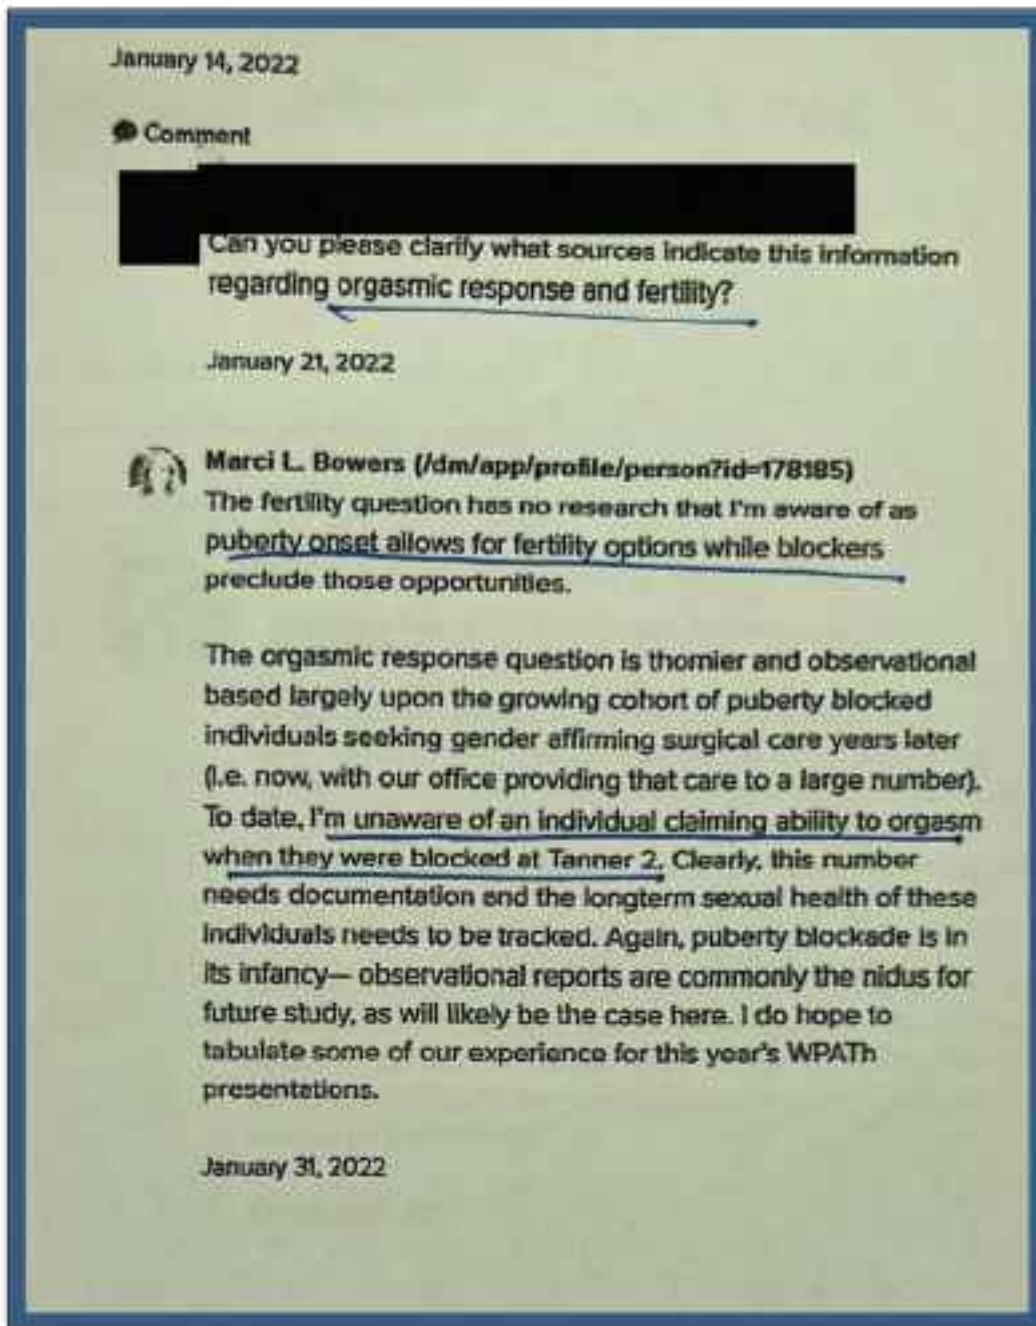 January 14, 2022
Comment
Can you please clarify what sources indicate this information
regarding orgasmic response and fertility?
January 21, 2022
Marci L. Bowers (/dm/app/profile/person?id=178185)
The fertility question has no research that I'm aware of as
puberty onset allows for fertility options while blockers
preclude those opportunities.
The orgasmic response question is thornier and observational
based largely upon the growing cohort of puberty blocked
individuals seeking gender affirming surgical care years later
(i.e. now, with our office providing that care to a large number).
To date, I'm unaware of an individual claiming ability to orgasm
when they were blocked at Tanner 2. Clearly, this number
needs documentation and the longterm sexual health of these
individuals needs to be tracked. Again, puberty blockade is in
its infancy— observational reports are commonly the nidus for
future study, as will likely be the case here. I do hope to
tabulate some of our experience for this year's WPATh
presentations.
January 31, 2022